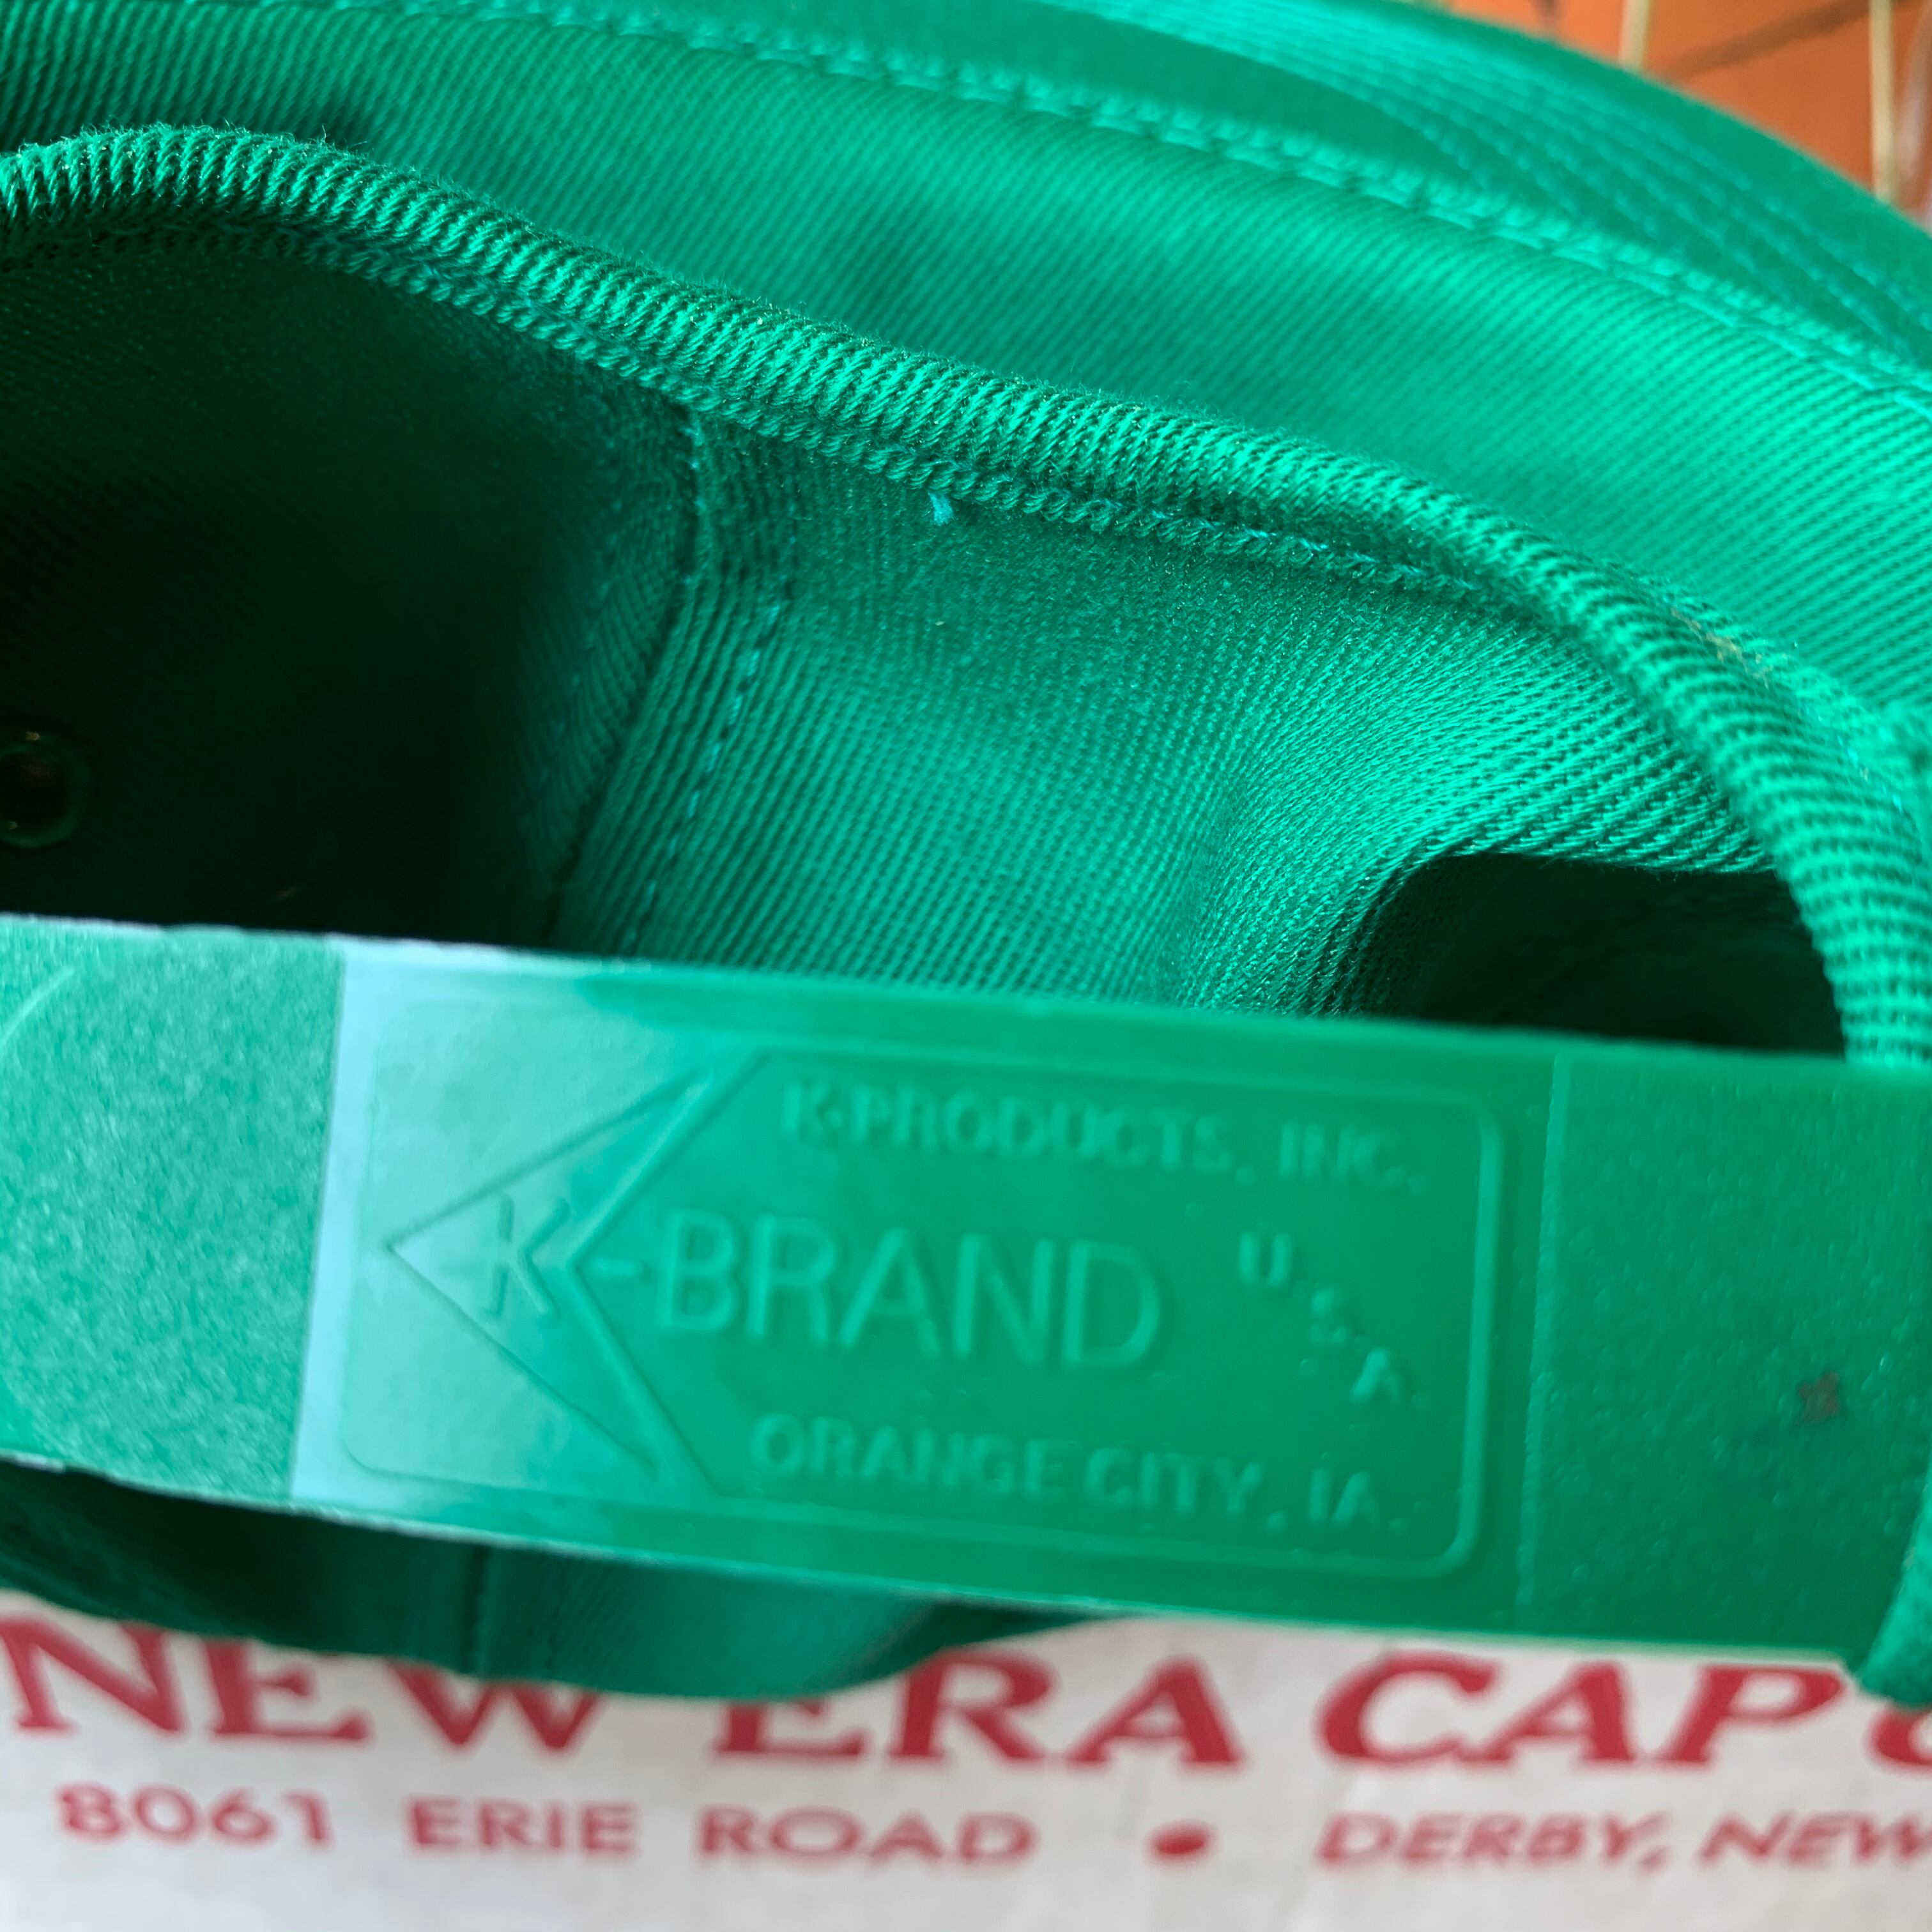 K-PRODUCTS, INC.
K-BRAND U.S.A.
ORANGE CITY, IA.
NEW ERA CAP
8061 ERIE ROAD • DERBY, NEW